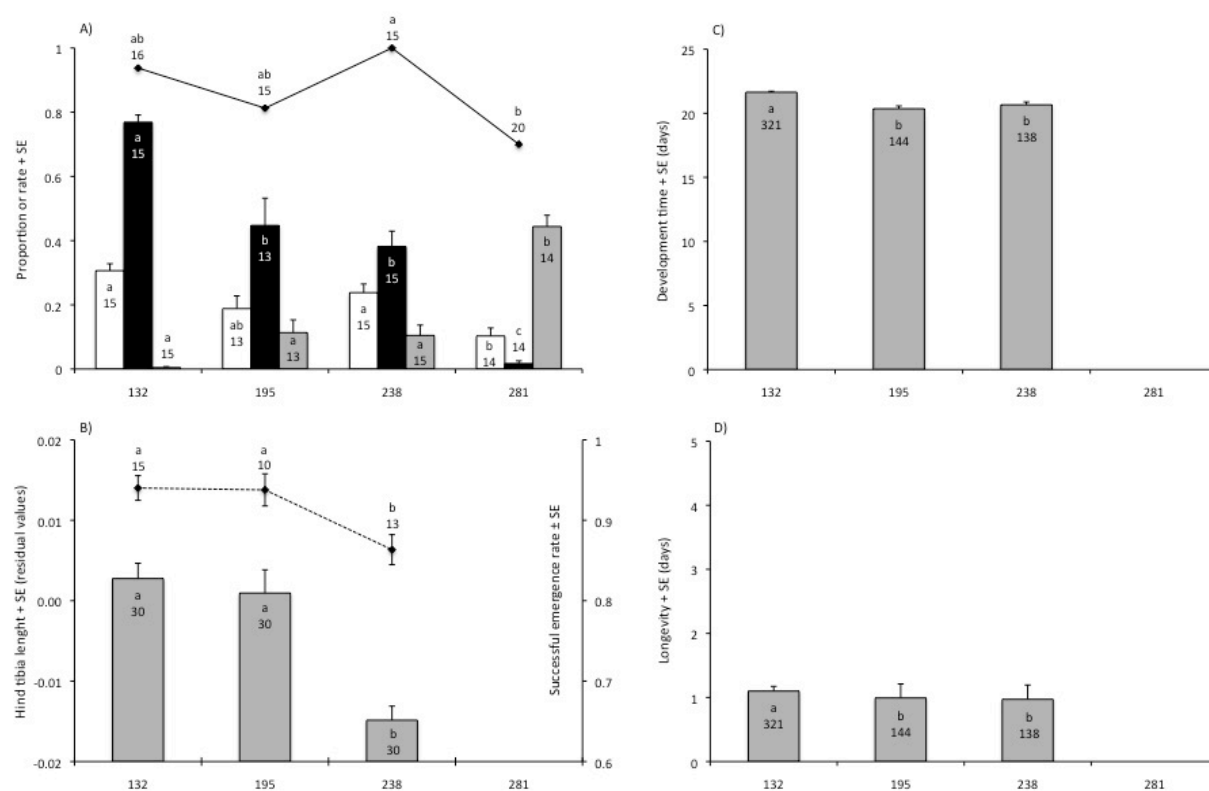 A)
Proportion or rate + SE
1
0.8
0.6
0.4
0.2
0
ab
16
ab
15
a
15
b
20
a
15
a
15
a
15
ab
13
b
13
a
13
a
15
b
15
a
15
b
14
c
14
b
14
132
195
238
281
C)
Development time + SE (days)
25
20
15
10
5
0
a
321
b
144
b
138
132
195
238
281
B)
Hind tibia lenght + SE (residual values)
0.02
0.01
0.00
-0.01
-0.02
a
15
a
10
b
13
a
30
a
30
b
30
Successful emergence rate ± SE
1
0.9
0.8
0.7
0.6
132
195
238
281
D)
Longevity + SE (days)
5
4
3
2
1
0
a
321
b
144
b
138
132
195
238
281